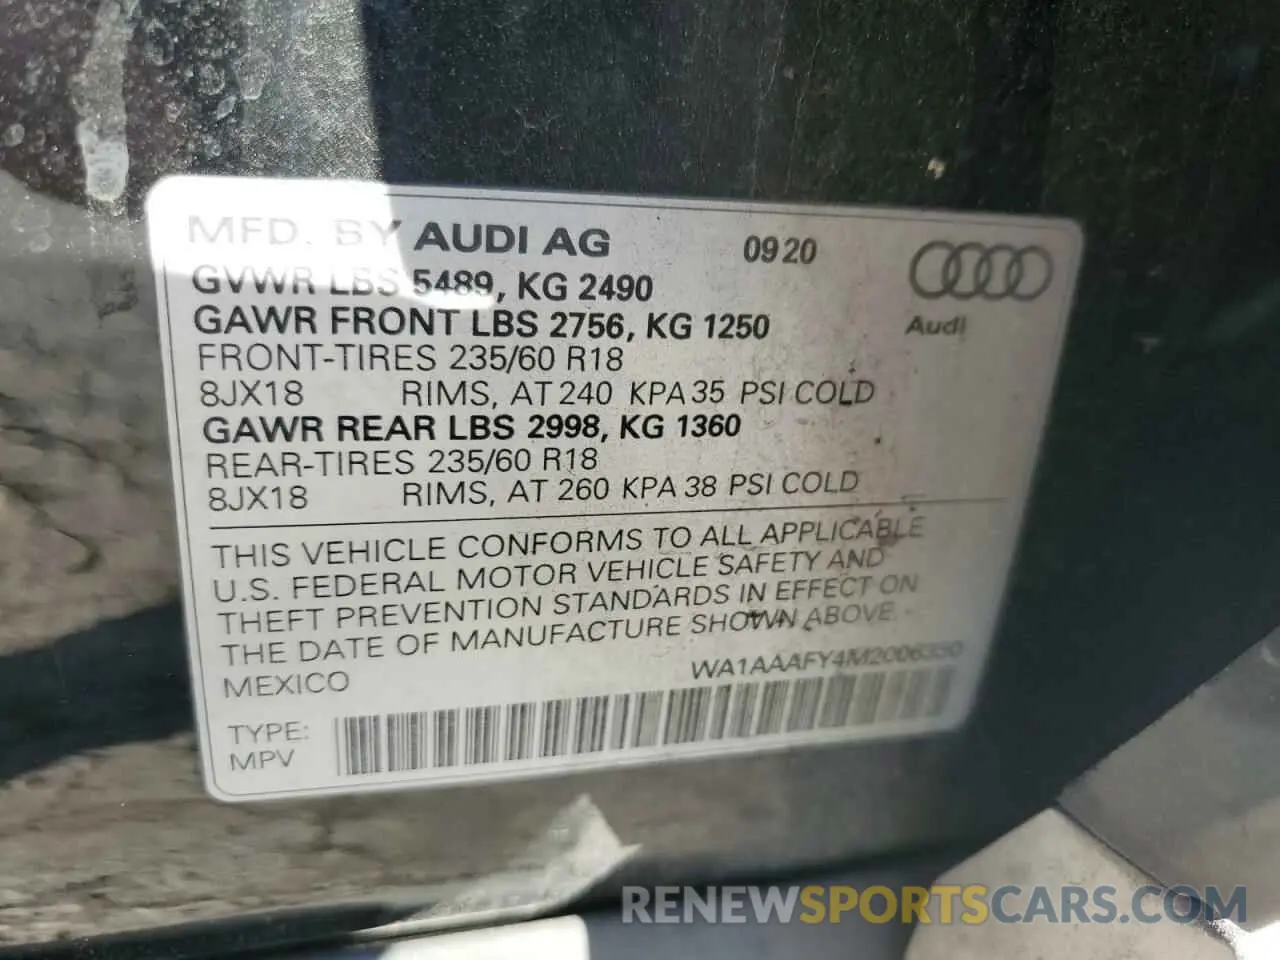 MFD. BY AUDI AG 0920
GVWR LBS 5489, KG 2490
GAWR FRONT LBS 2756, KG 1250
Audi
FRONT-TIRES 235/60 R18
8JX18 RIMS, AT 240 KPA 35 PSI COLD
GAWR REAR LBS 2998, KG 1360
REAR-TIRES 235/60 R18
8JX18 RIMS, AT 260 KPA 38 PSI COLD
THIS VEHICLE CONFORMS TO ALL APPLICABLE
U.S. FEDERAL MOTOR VEHICLE SAFETY AND
THEFT PREVENTION STANDARDS IN EFFECT ON
THE DATE OF MANUFACTURE SHOWN ABOVE.
MEXICO WA1AAAFY4M2006330
TYPE:
MPV
RENEWSPORTSCARS.COM